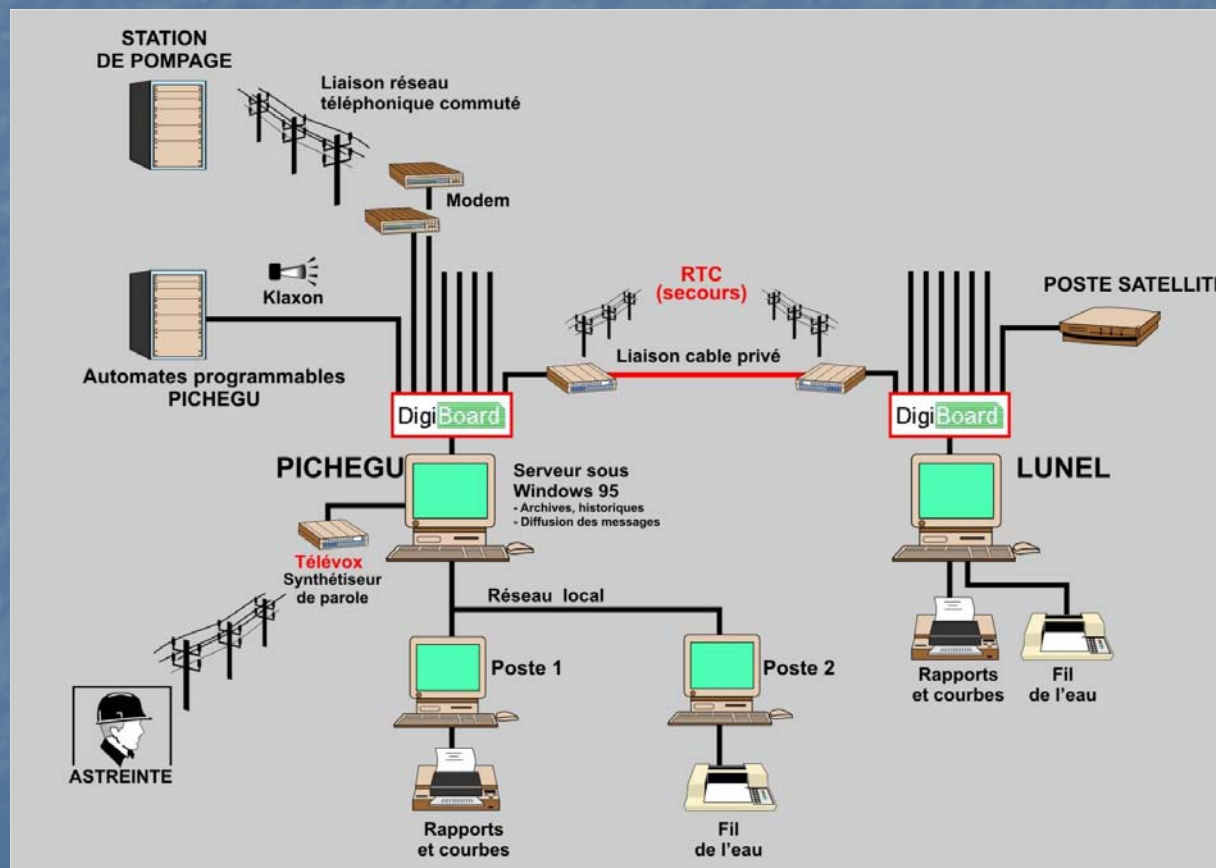 STATION
DE POMPAGE
Liaison réseau
téléphonique commuté
Modem
Klaxon
Automates programmables
PICHEGU
RTC
(secours)
Liaison cable privé
POSTE SATELLITE
DigiBoard
DigiBoard
PICHEGU
Serveur sous
Windows 95
- Archives, historiques
- Diffusion des messages
LUNEL
Télévox
Synthétiseur
de parole
Réseau local
Poste 1
Poste 2
Rapports
et courbes
Fil
de l'eau
ASTREINTE
Rapports
et courbes
Fil
de l'eau